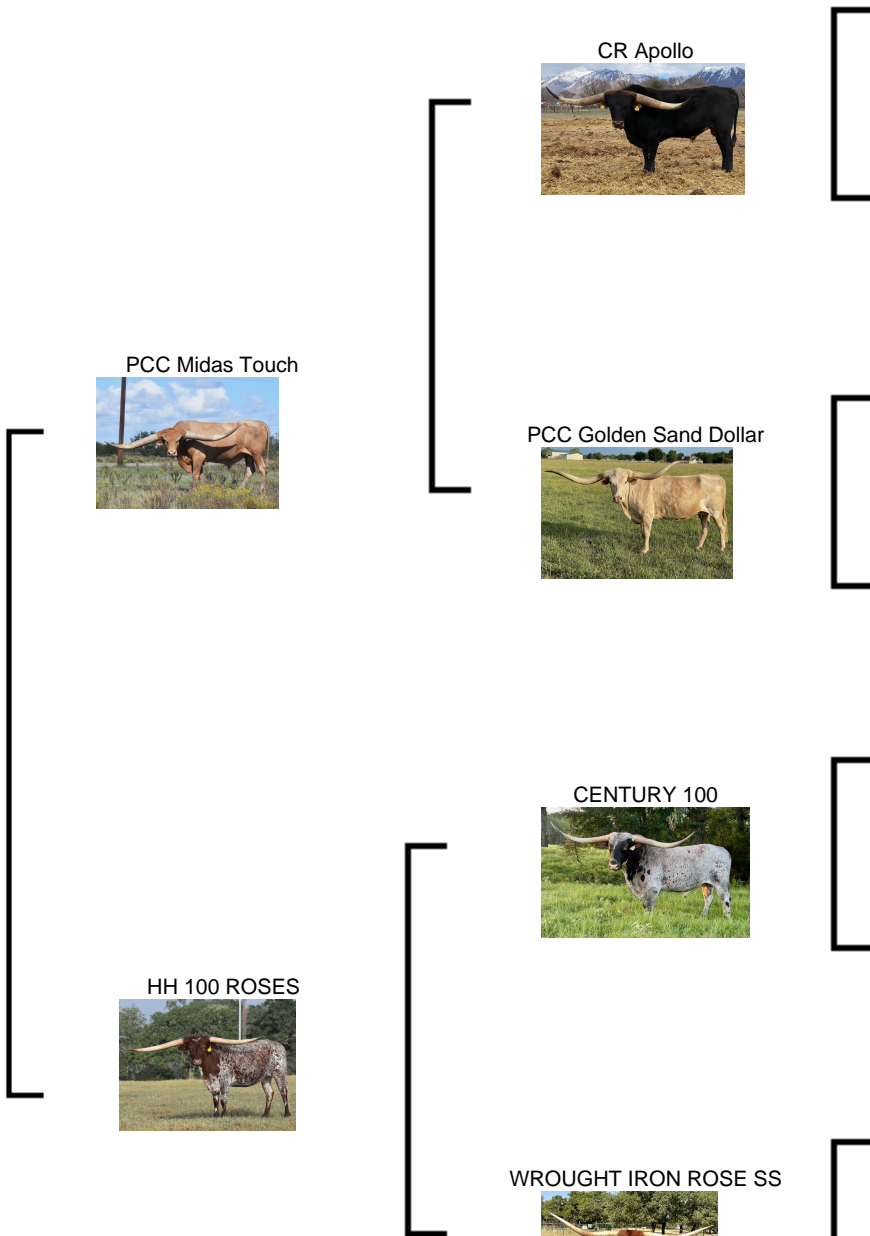 CR Apollo
PCC Midas Touch
PCC Golden Sand Dollar
CENTURY 100
HH 100 ROSES
WROUGHT IRON ROSE SS